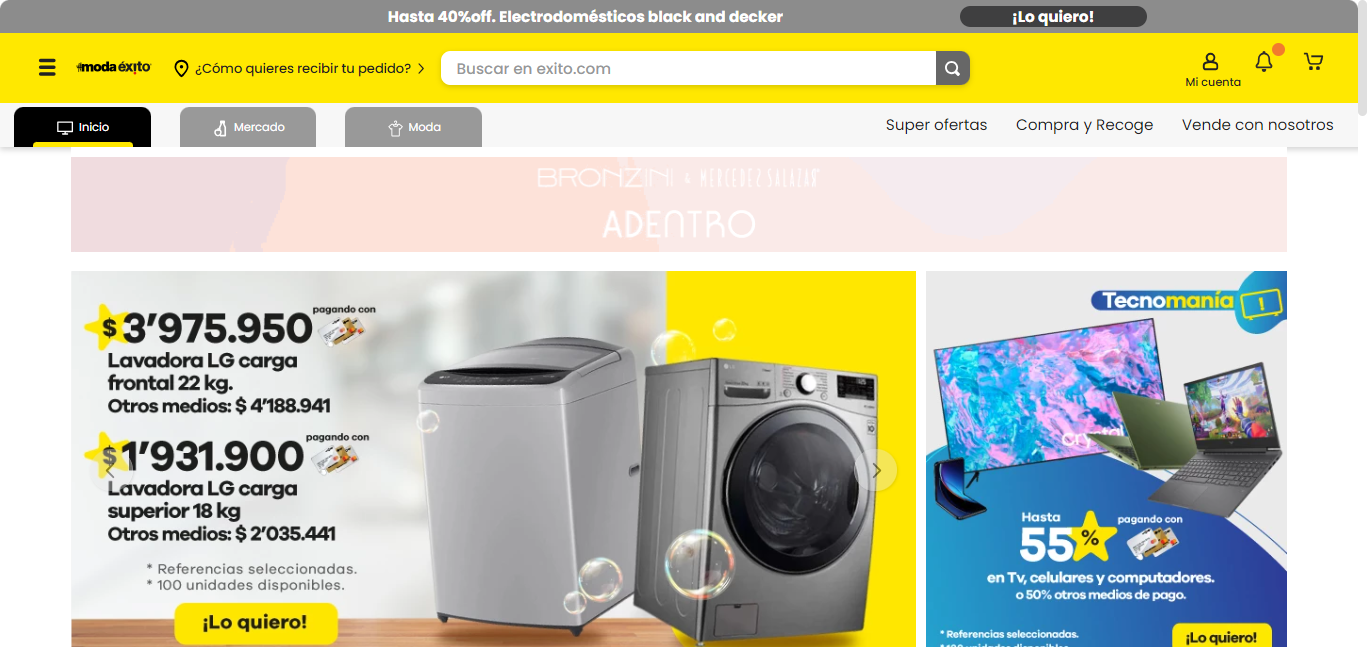 Hasta 40%off. Electrodomésticos black and decker
¡Lo quiero!
#moda éxito
¿Cómo quieres recibir tu pedido?
Buscar en exito.com
Mi cuenta
Inicio
Mercado
Moda
Super ofertas
Compra y Recoge
Vende con nosotros
BRONZINI & MERCEDEZ SALAZAR
ADENTRO
$ 3'975.950
pagando con
Lavadora LG carga
frontal 22 kg.
Otros medios: $ 4'188.941
$ 1'931.900
pagando con
Lavadora LG carga
superior 18 kg
Otros medios: $ 2'035.441
* Referencias seleccionadas.
* 100 unidades disponibles.
¡Lo quiero!
Tecnomanía
Crystal
Hasta
55%
pagando con
en Tv, celulares y computadores.
o 50% otros medios de pago.
* Referencias seleccionadas.
¡Lo quiero!